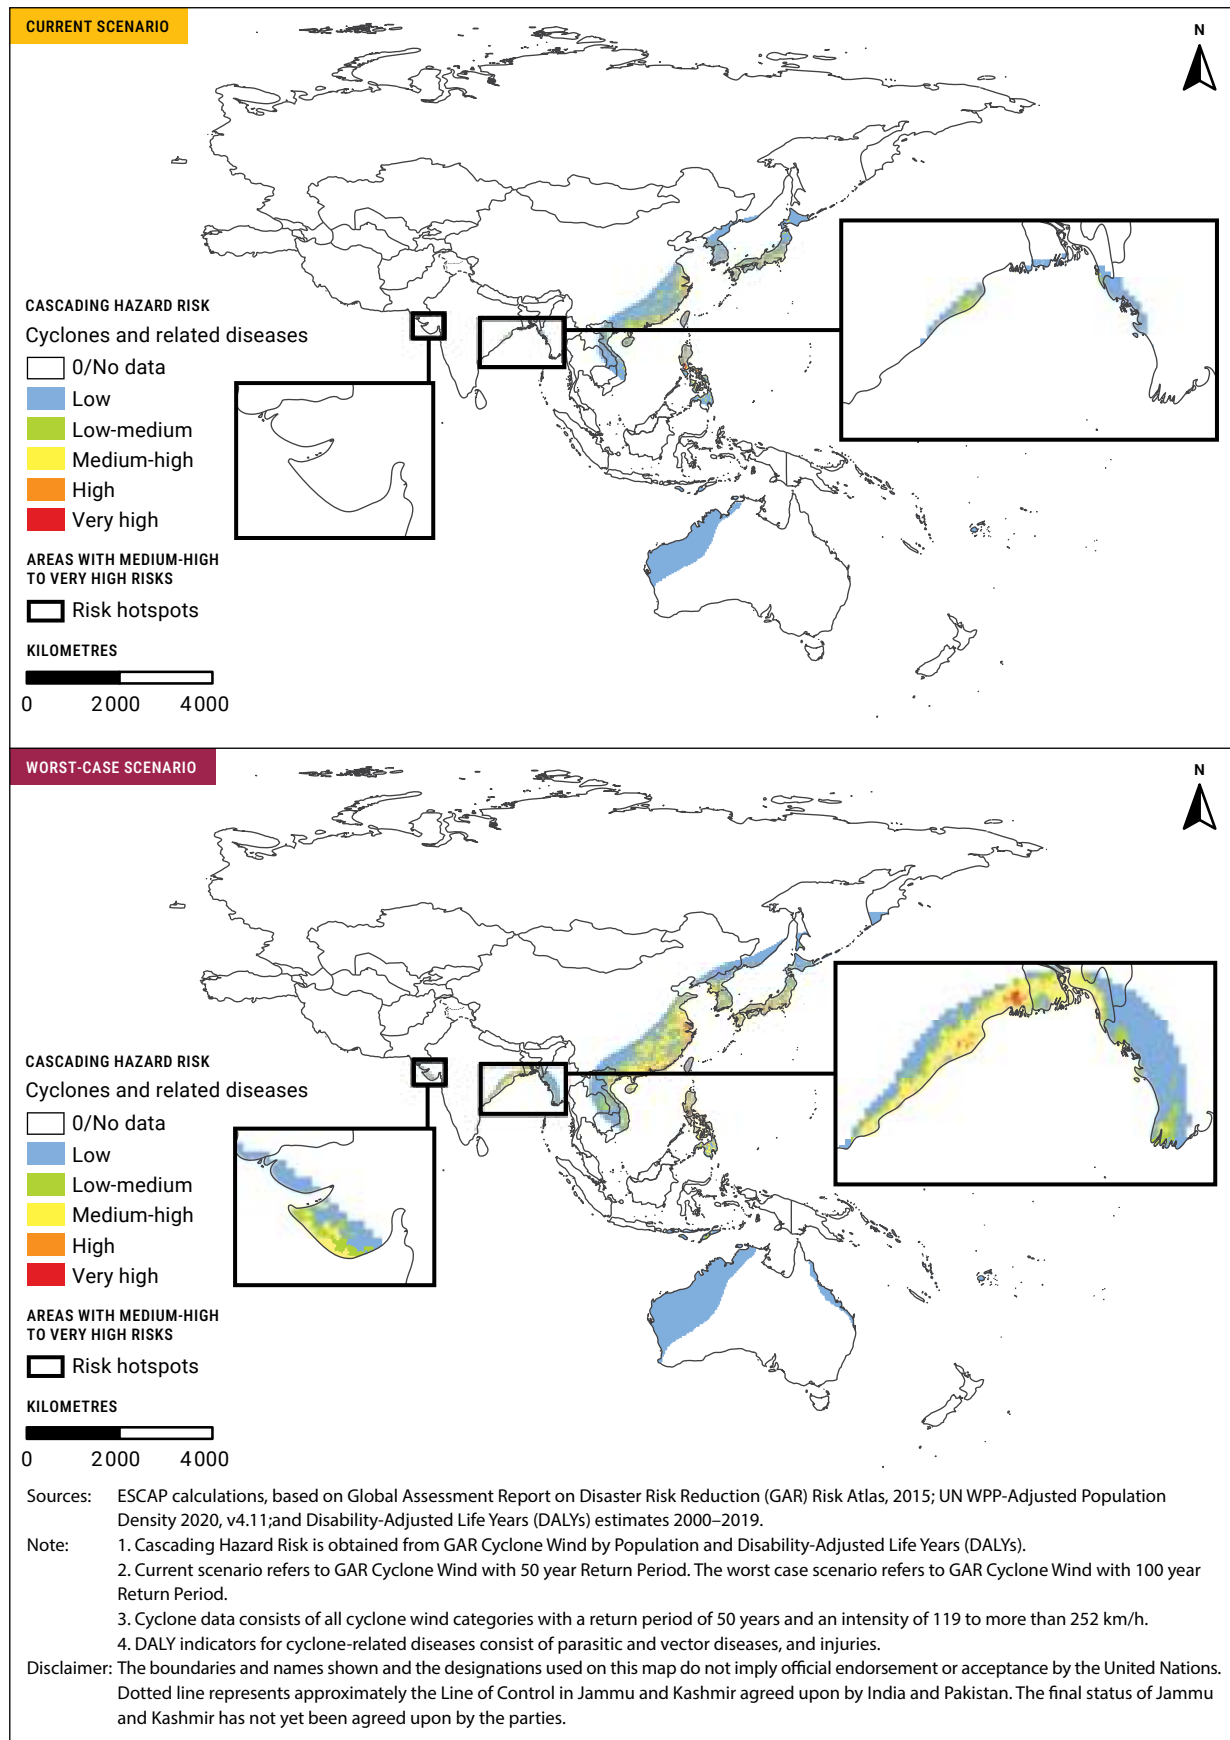 CURRENT SCENARIO
N
CASCADING HAZARD RISK
Cyclones and related diseases
0/No data
Low
Low-medium
Medium-high
High
Very high
AREAS WITH MEDIUM-HIGH
TO VERY HIGH RISKS
Risk hotspots
KILOMETRES
0 2 000 4 000
WORST-CASE SCENARIO
N
CASCADING HAZARD RISK
Cyclones and related diseases
0/No data
Low
Low-medium
Medium-high
High
Very high
AREAS WITH MEDIUM-HIGH
TO VERY HIGH RISKS
Risk hotspots
KILOMETRES
0 2 000 4 000
Sources: ESCAP calculations, based on Global Assessment Report on Disaster Risk Reduction (GAR) Risk Atlas, 2015; UN WPP-Adjusted Population
Density 2020, v4.11;and Disability-Adjusted Life Years (DALYs) estimates 2000–2019.
Note: 1. Cascading Hazard Risk is obtained from GAR Cyclone Wind by Population and Disability-Adjusted Life Years (DALYs).
2. Current scenario refers to GAR Cyclone Wind with 50 year Return Period. The worst case scenario refers to GAR Cyclone Wind with 100 year
Return Period.
3. Cyclone data consists of all cyclone wind categories with a return period of 50 years and an intensity of 119 to more than 252 km/h.
4. DALY indicators for cyclone-related diseases consist of parasitic and vector diseases, and injuries.
Disclaimer: The boundaries and names shown and the designations used on this map do not imply official endorsement or acceptance by the United Nations.
Dotted line represents approximately the Line of Control in Jammu and Kashmir agreed upon by India and Pakistan. The final status of Jammu
and Kashmir has not yet been agreed upon by the parties.